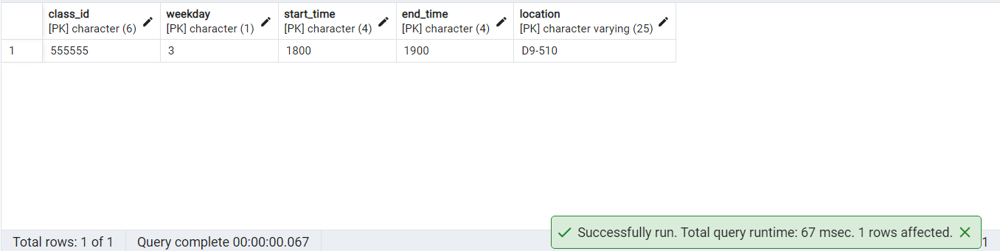 class_id weekday start_time end_time location
[PK] character (6) [PK] character (1) [PK] character (4) [PK] character (4) [PK] character varying (25)
1 555555 3 1800 1900 D9-510
Successfully run. Total query runtime: 67 msec. 1 rows affected.
Total rows: 1 of 1 Query complete 00:00:00.067 1